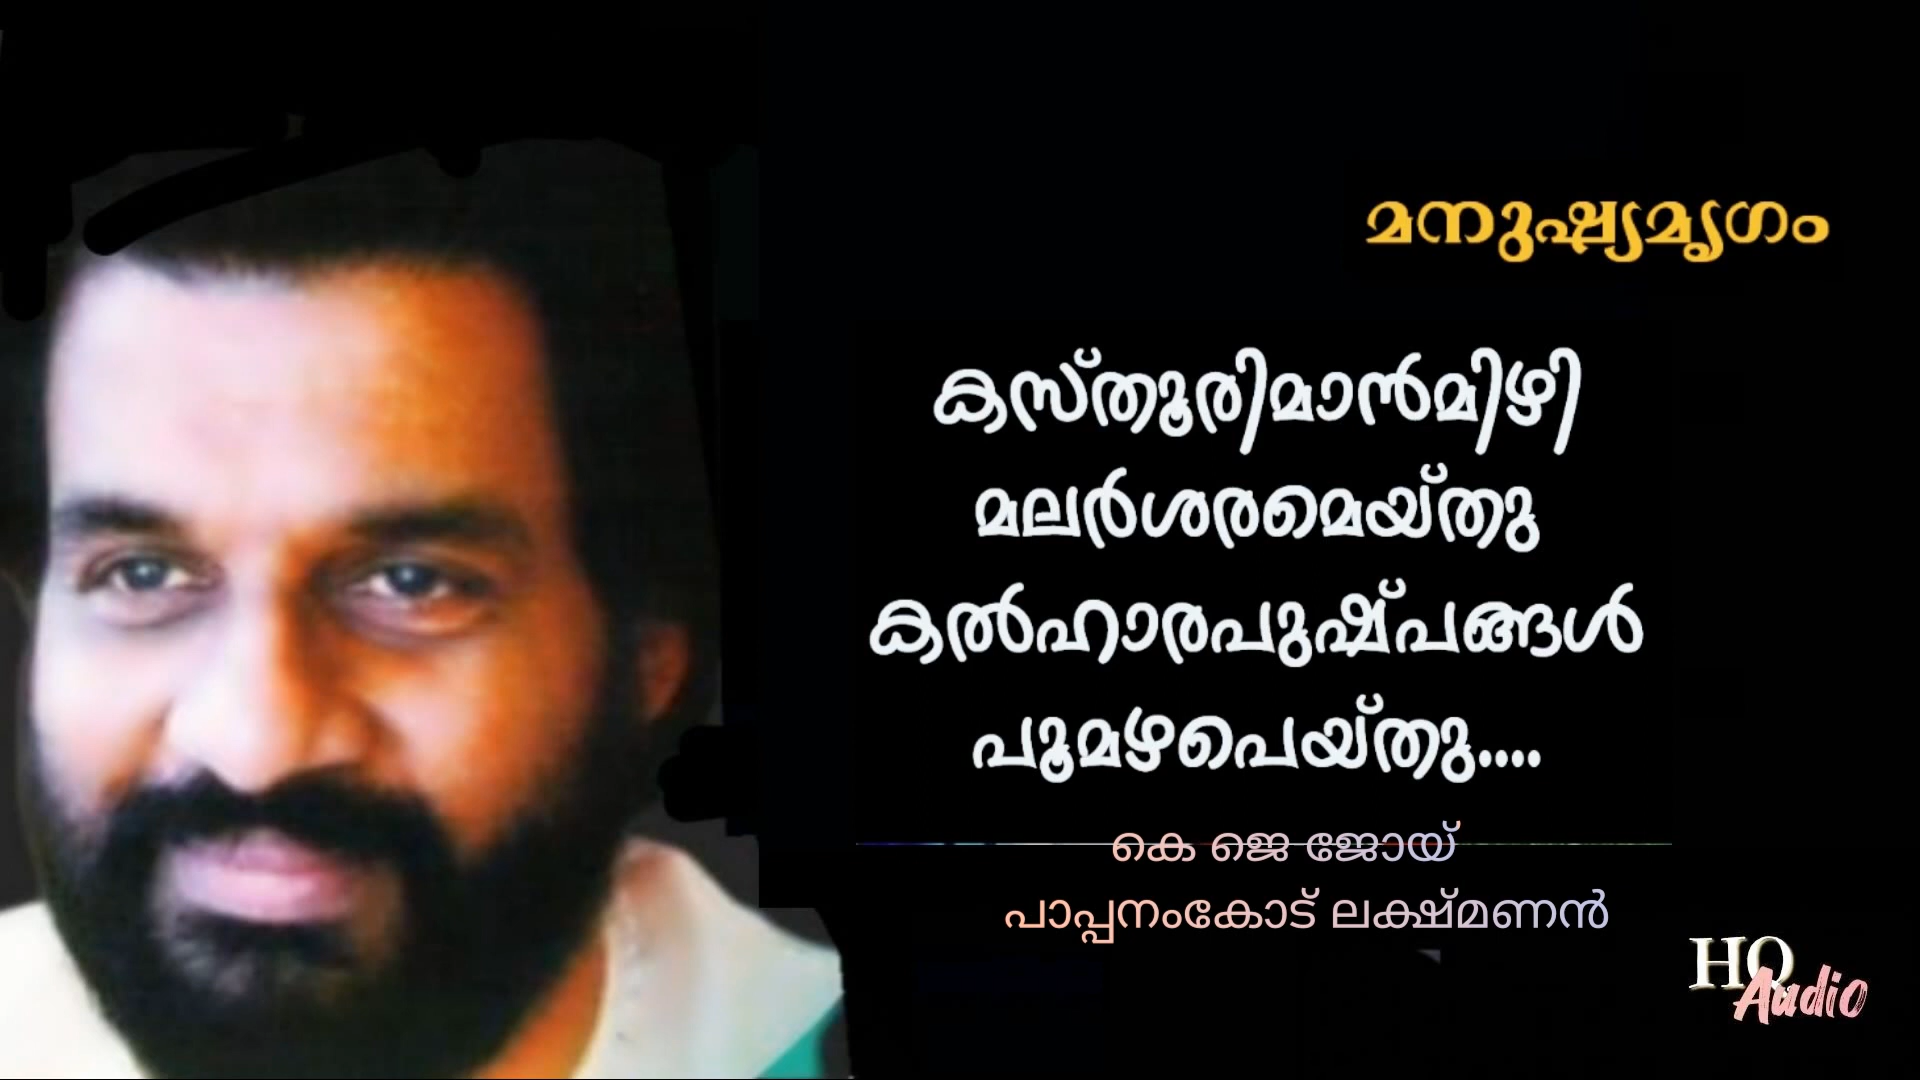 മനുഷ്യമൃഗം
കസ്തൂരിമാൻമിഴി
മലർശരമെയ്തു
കൽഹാരപുഷ്പങ്ങൾ
പൂമഴപെയ്തു....
കെ ജെ ജോയ്
പാപ്പനംകോട് ലക്ഷ്മണൻ
HQ
Audio